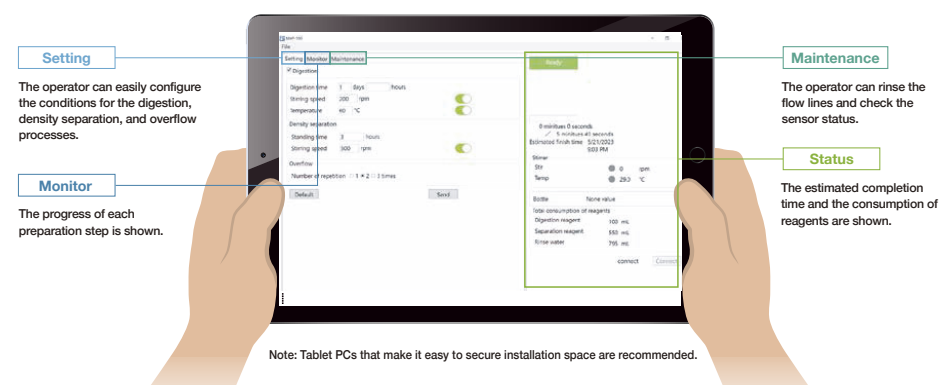 Setting
The operator can easily configure
the conditions for the digestion,
density separation, and overflow
processes.
Monitor
The progress of each
preparation step is shown.
File
Setting Monitor Maintenance
Digestion
Digestion time 1 days hours
Stirring speed 200 rpm
Temperature 60 °C
Density separation
Standing time 3 hours
Stirring speed 500 rpm
Overflow
Number of repetition 1 2 3 times
Default Send
Ready
0 minitues 0 seconds
/ 5 minitues 40 seconds
Estimated finish time 5/21/2023
5:03 PM
Stirrer
Stir 0 rpm
Temp 29.0 °C
Bottle None value
Total consumption of reagents
Digestion reagent 100 mL
Separation reagent 550 mL
Rinse water 795 mL
connect Connect
Maintenance
The operator can rinse the
flow lines and check the
sensor status.
Status
The estimated completion
time and the consumption of
reagents are shown.
Note: Tablet PCs that make it easy to secure installation space are recommended.